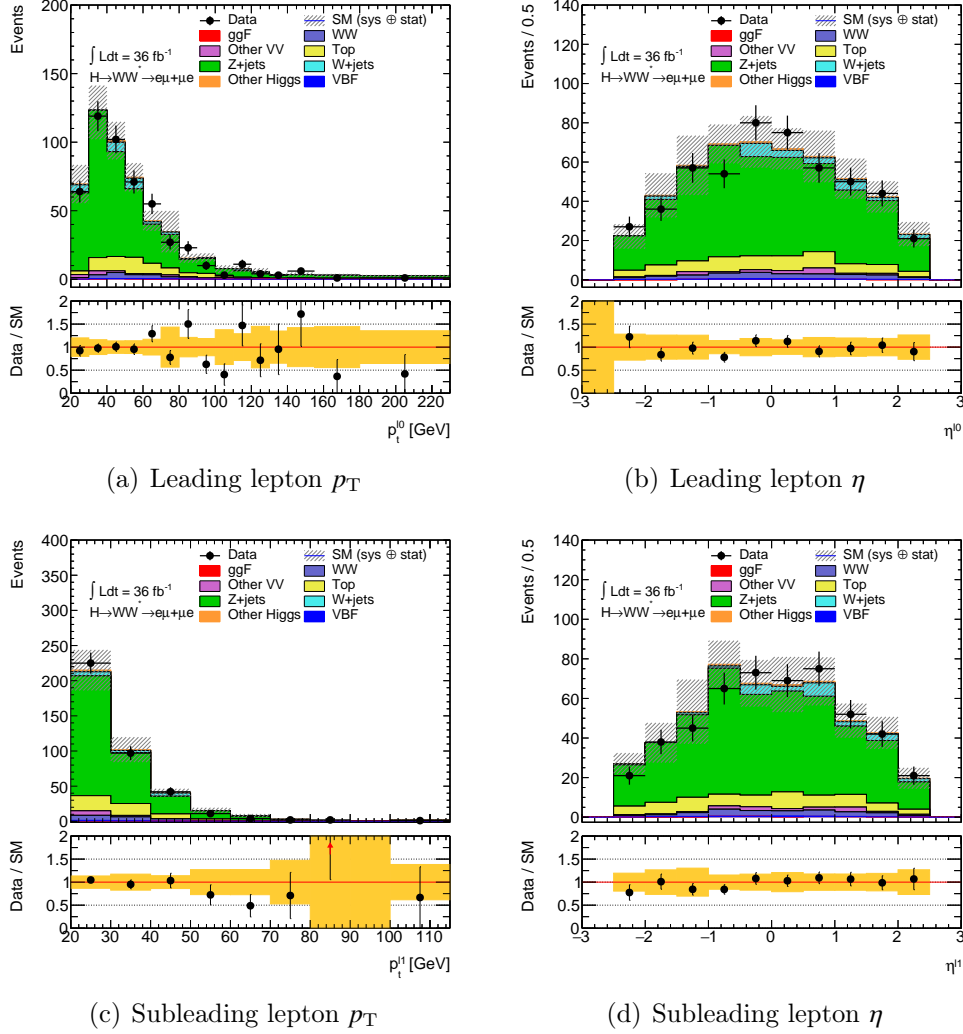 Events
200
150
100
50
0
∫ Ldt = 36 fb⁻¹
H→WW*→eμ+μe
Data
SM (sys ⊕ stat)
ggF
WW
Other VV
Top
Z+jets
W+jets
Other Higgs
VBF
Data / SM
2
1.5
1
0.5
0
20 40 60 80 100 120 140 160 180 200 220
p_t^l0 [GeV]
(a) Leading lepton p_T
Events / 0.5
140
120
100
80
60
40
20
0
∫ Ldt = 36 fb⁻¹
H→WW*→eμ+μe
Data
SM (sys ⊕ stat)
ggF
WW
Other VV
Top
Z+jets
W+jets
Other Higgs
VBF
Data / SM
2
1.5
1
0.5
0
−3 −2 −1 0 1 2 3
η^l0
(b) Leading lepton η
Events
400
350
300
250
200
150
100
50
0
∫ Ldt = 36 fb⁻¹
H→WW*→eμ+μe
Data
SM (sys ⊕ stat)
ggF
WW
Other VV
Top
Z+jets
W+jets
Other Higgs
VBF
Data / SM
2
1.5
1
0.5
0
20 30 40 50 60 70 80 90 100 110
p_t^l1 [GeV]
(c) Subleading lepton p_T
Events / 0.5
140
120
100
80
60
40
20
0
∫ Ldt = 36 fb⁻¹
H→WW*→eμ+μe
Data
SM (sys ⊕ stat)
ggF
WW
Other VV
Top
Z+jets
W+jets
Other Higgs
VBF
Data / SM
2
1.5
1
0.5
0
−3 −2 −1 0 1 2 3
η^l1
(d) Subleading lepton η